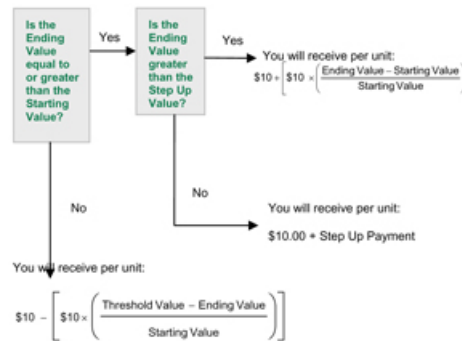 Is the
Ending
Value
equal to
or greater
than the
Starting
Value?
Yes
Is the
Ending
Value
greater
than the
Step Up
Value?
Yes
You will receive per unit:
$10 + [ $10 × ( Ending Value – Starting Value
Starting Value
No
You will receive per unit:
$10.00 + Step Up Payment
No
You will receive per unit:
$10 – [ $10 × ( Threshold Value – Ending Value
Starting Value ) ]